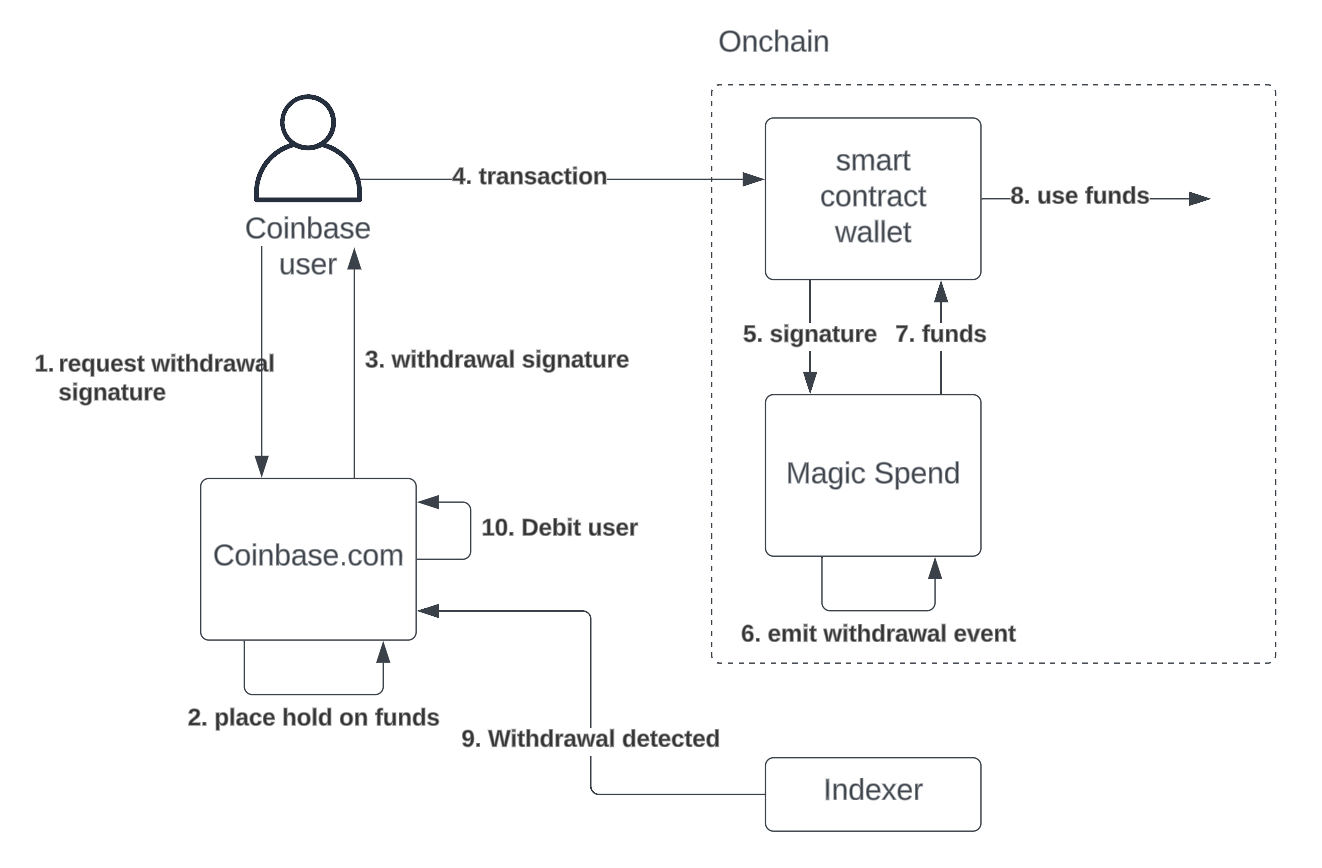 Onchain
smart
contract
wallet
4. transaction
8. use funds
Coinbase
user
5. signature
7. funds
1. request withdrawal
signature
3. withdrawal signature
Magic Spend
10. Debit user
Coinbase.com
6. emit withdrawal event
2. place hold on funds
9. Withdrawal detected
Indexer